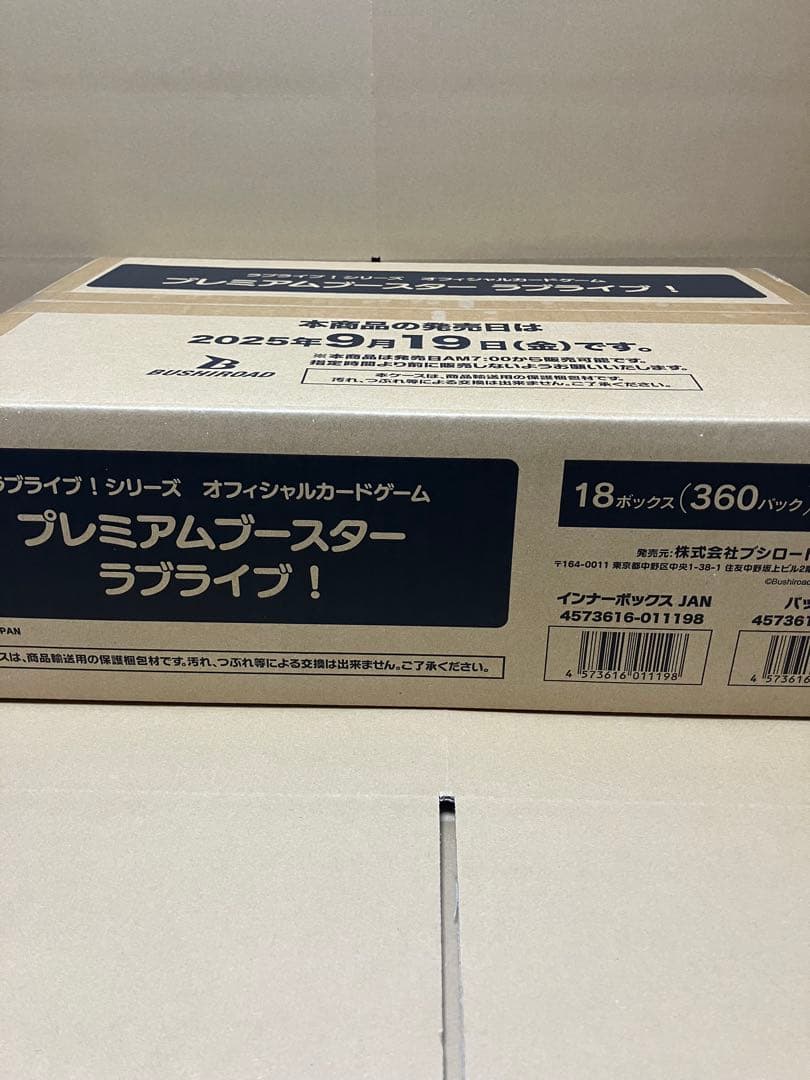 ラブライブ！シリーズ オフィシャルカードゲーム
プレミアムブースター ラブライブ！
本商品の発売日は
2025年9月19日(金)です。
※本商品は発売日AM7:00から販売可能です。
指定時間より前に販売しないようお願いいたします。
BUSHIROAD
本ケースは、商品輸送用の保護梱包材です。
汚れ、つぶれ等による交換は出来ません。ご了承ください。
ラブライブ！シリーズ オフィシャルカードゲーム
プレミアムブースター
ラブライブ！
PAN
スは、商品輸送用の保護梱包材です。汚れ、つぶれ等による交換は出来ません。ご了承ください。
18ボックス(360パック)
発売元:株式会社ブシロード
〒164-0011 東京都中野区中央1-38-1 住友中野坂上ビル2階
©Bushiroad
インナーボックス JAN
4573616-011198
4 573616 011198
パッ
457361
4 57361